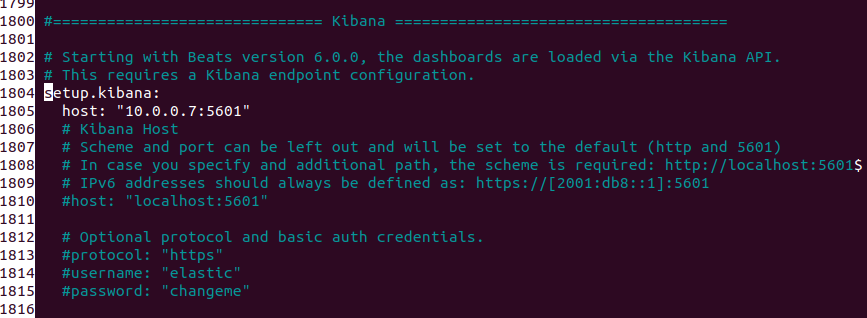 1799
1800 #============================== Kibana =====================================
1801
1802 # Starting with Beats version 6.0.0, the dashboards are loaded via the Kibana API.
1803 # This requires a Kibana endpoint configuration.
1804 setup.kibana:
1805   host: "10.0.0.7:5601"
1806   # Kibana Host
1807   # Scheme and port can be left out and will be set to the default (http and 5601)
1808   # In case you specify and additional path, the scheme is required: http://localhost:5601$
1809   # IPv6 addresses should always be defined as: https://[2001:db8::1]:5601
1810   #host: "localhost:5601"
1811
1812   # Optional protocol and basic auth credentials.
1813   #protocol: "https"
1814   #username: "elastic"
1815   #password: "changeme"
1816